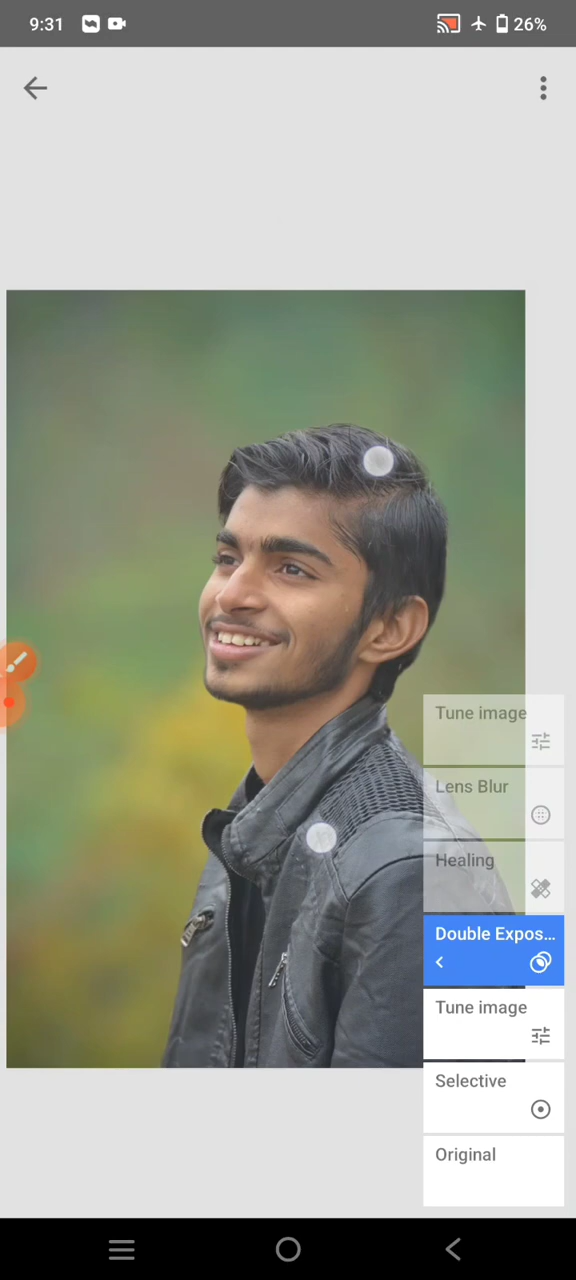 9:31
26%
Tune image
Lens Blur
Healing
Double Expos...
Tune image
Selective
Original